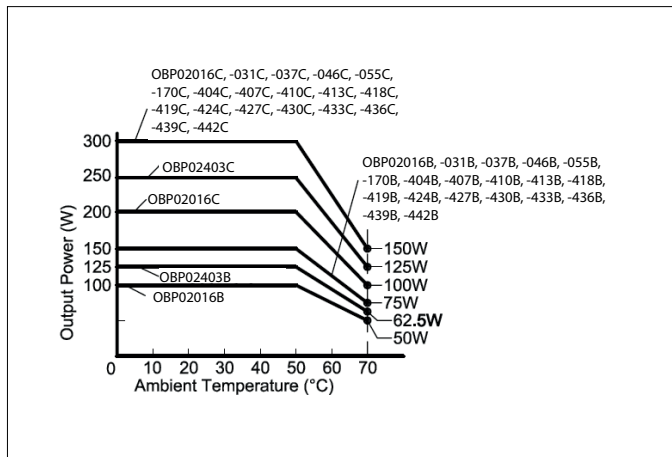 OBP02016C, -031C, -037C, -046C, -055C,
-170C, -404C, -407C, -410C, -413C, -418C,
-419C, -424C, -427C, -430C, -433C, -436C,
-439C, -442C
300
OBP02403C
250
OBP02016B, -031B, -037B, -046B, -055B,
-170B, -404B, -407B, -410B, -413B, -418B,
-419B, -424B, -427B, -430B, -433B, -436B,
-439B, -442B
OBP02016C
200
150
150W
125
125W
OBP02403B
100
100W
OBP02016B
75W
62.5W
50W
Output Power (W)
0 10 20 30 40 50 60 70
Ambient Temperature (°C)